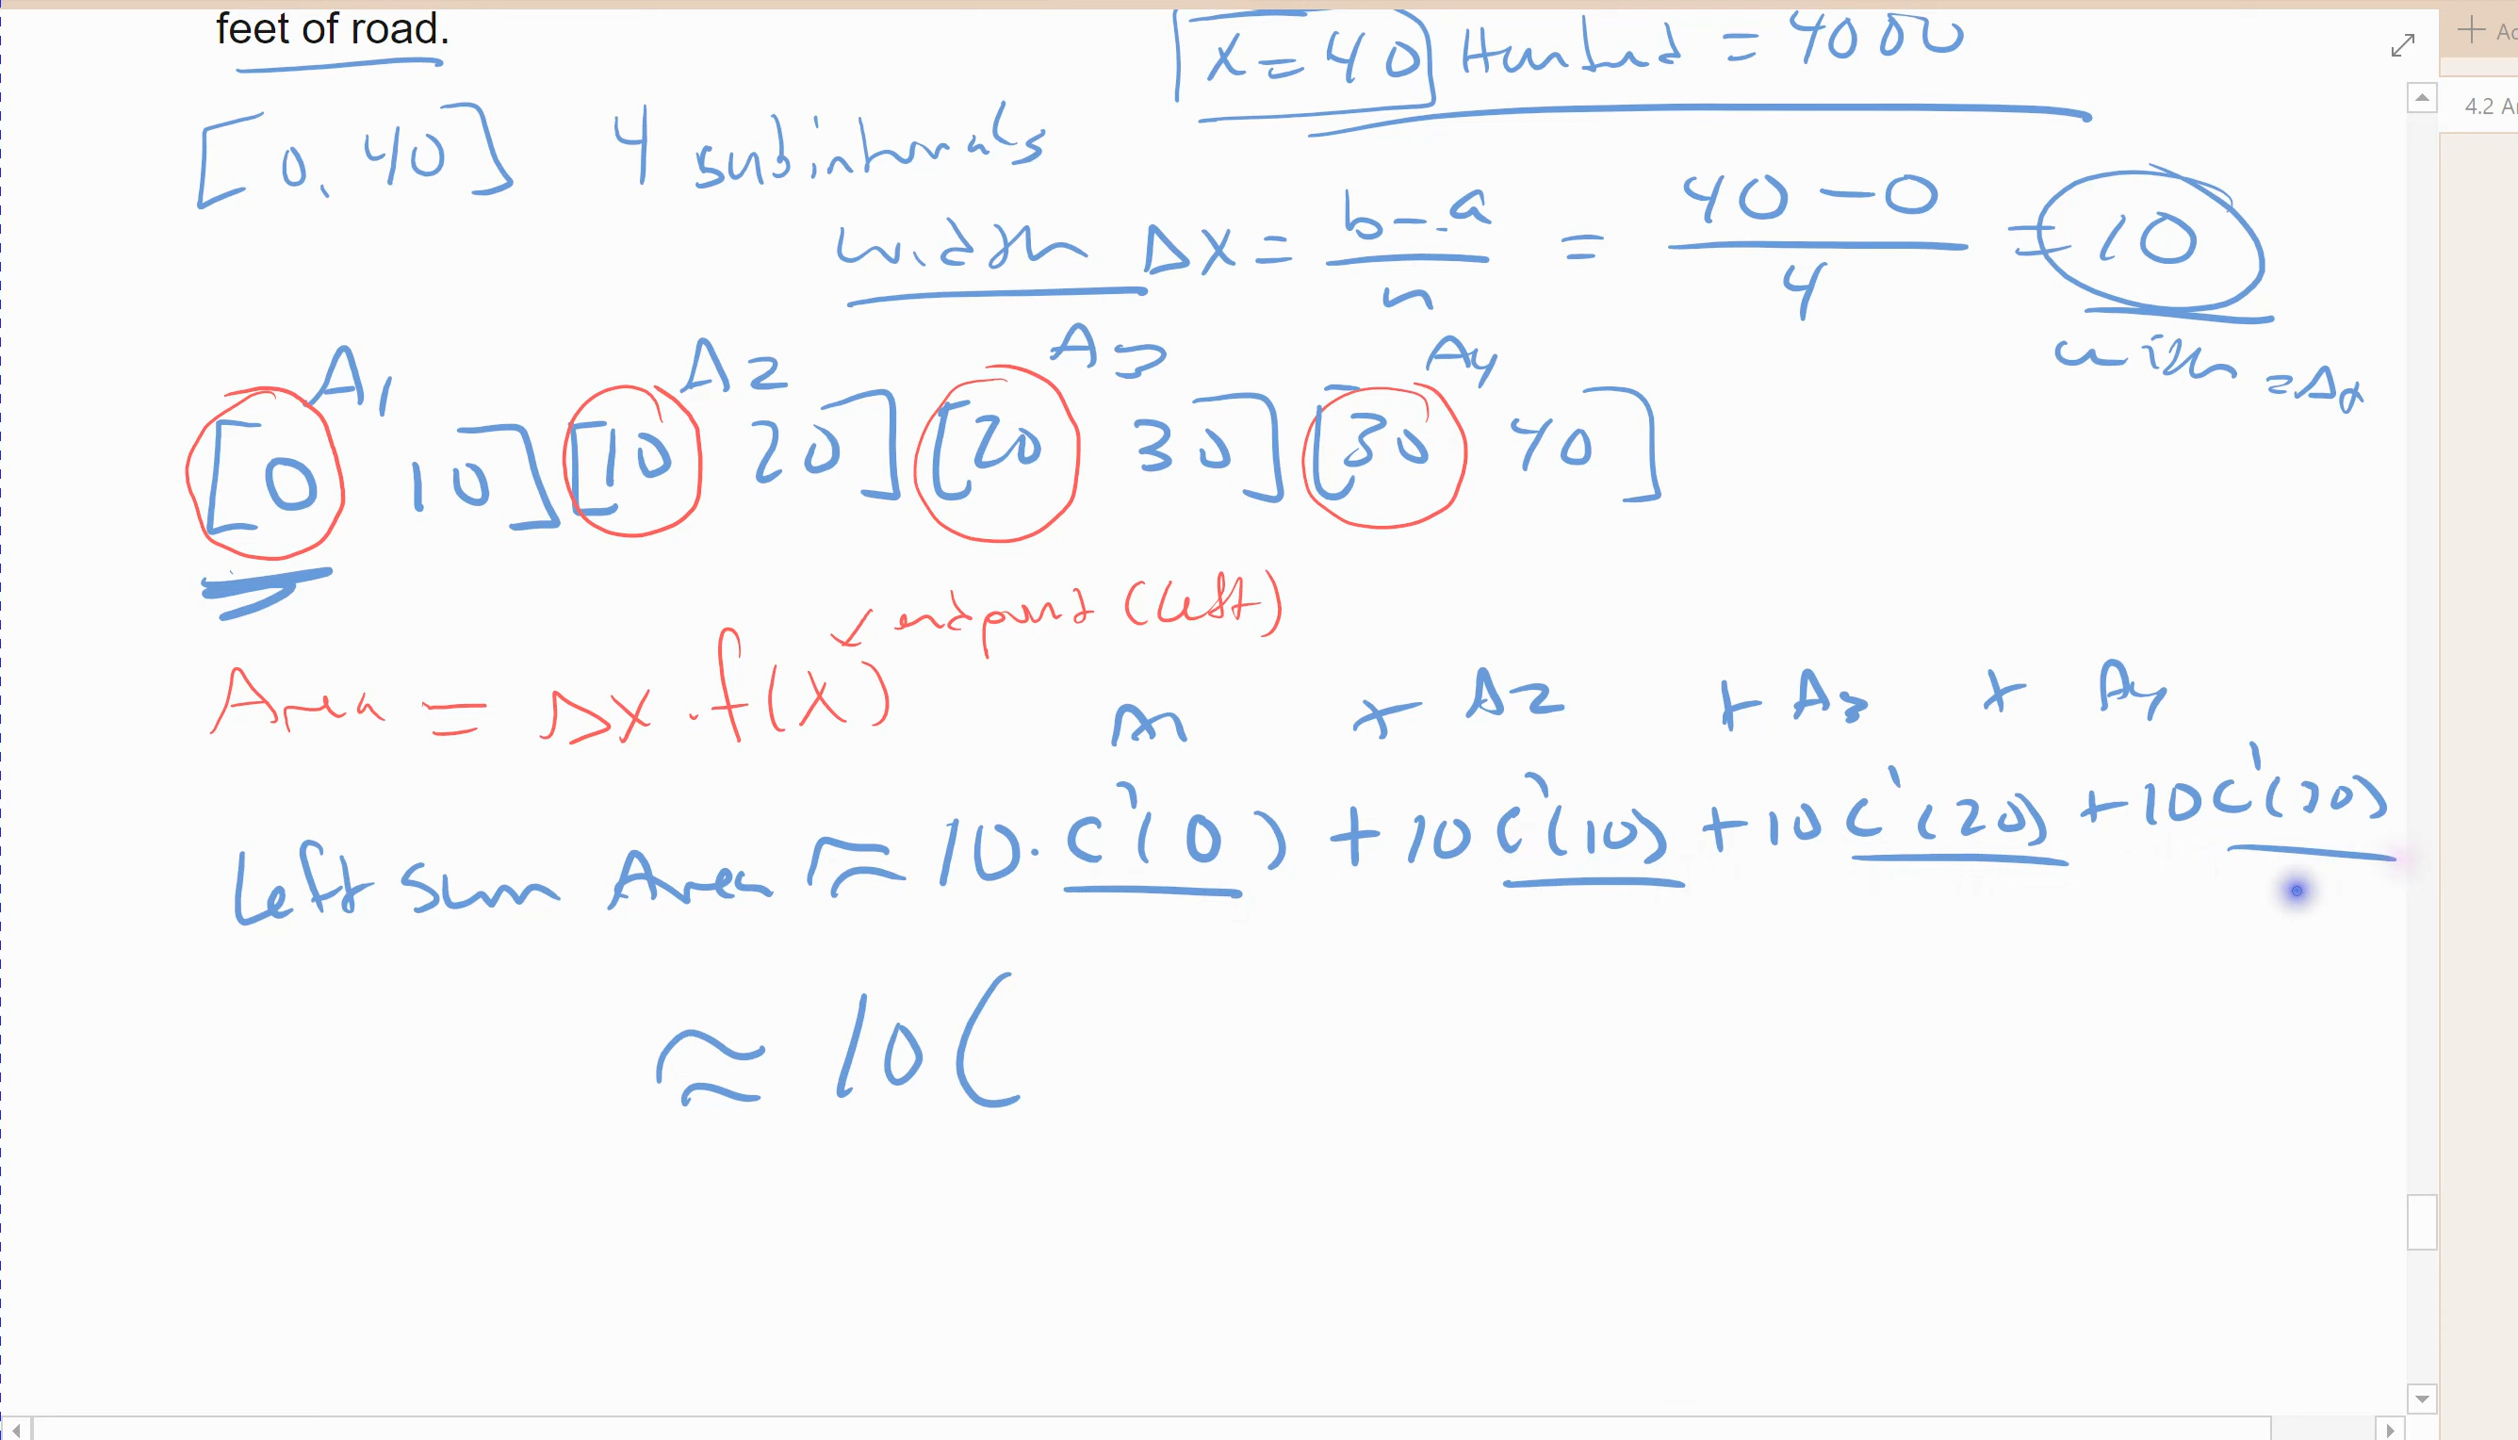 feet of road.
x = 40 Hundreds = 4000
[0, 40] 4 subintervals
width Δx = b - a / n = 40 - 0 / 4 = 10
width = Δx
A1 A2 A3 A4
[0 10] [10 20] [20 30] [30 40]
endpoint (left)
Area = Δx . f(x)
A1 + A2 + A3 + A4
Left sum Area ≈ 10 . C'(0) + 10 C'(10) + 10 C'(20) + 10 C'(30)
≈ 10 (